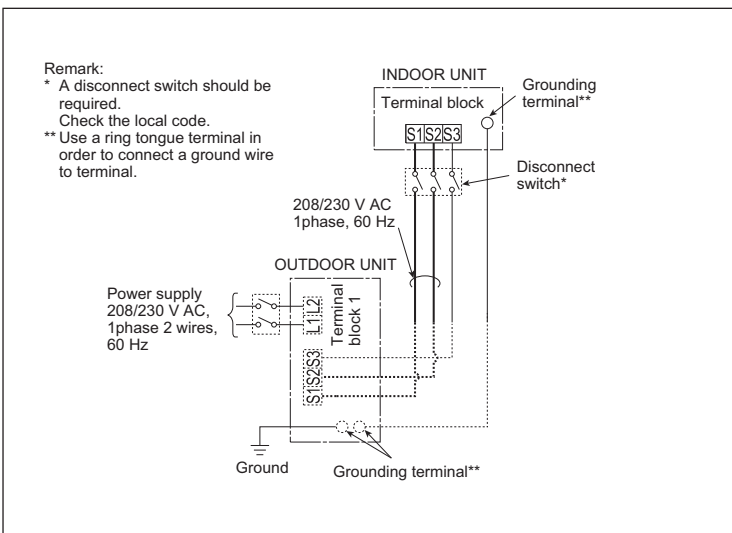 Remark:
* A disconnect switch should be
required.
Check the local code.
** Use a ring tongue terminal in
order to connect a ground wire
to terminal.
INDOOR UNIT
Terminal block
S1 S2 S3
Grounding
terminal**
Disconnect
switch*
208/230 V AC
1phase, 60 Hz
OUTDOOR UNIT
Power supply
208/230 V AC,
1phase 2 wires,
60 Hz
L1 L2
Terminal
block 1
S1 S2 S3
Ground
Grounding terminal**